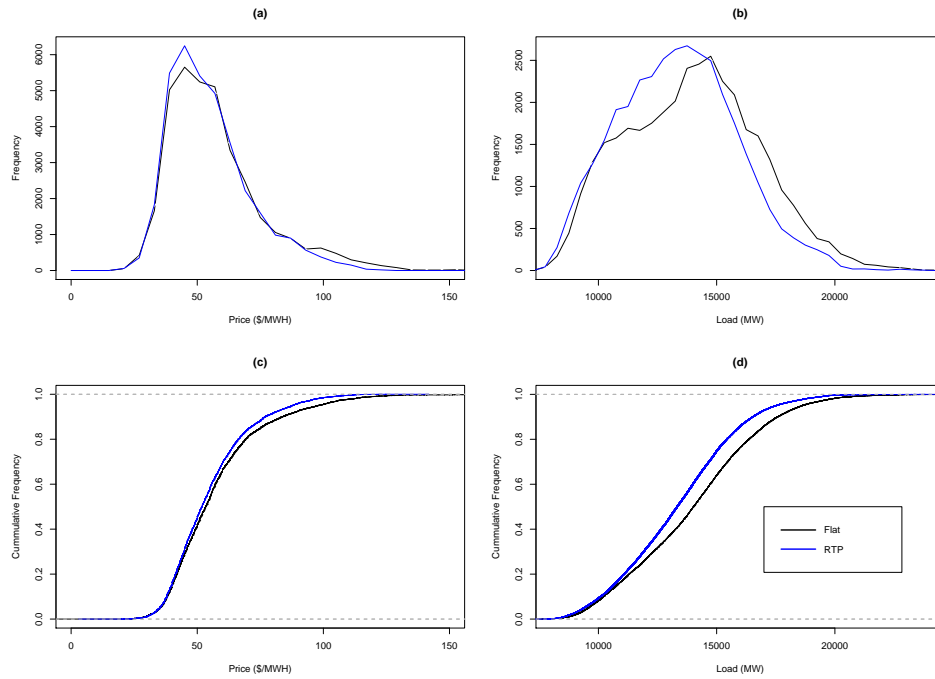 (a)
Frequency
0 1000 2000 3000 4000 5000 6000
0 50 100 150
Price ($/MWH)
(b)
Frequency
0 500 1000 1500 2000 2500
10000 15000 20000
Load (MW)
(c)
Cummulative Frequency
0.0 0.2 0.4 0.6 0.8 1.0
0 50 100 150
Price ($/MWH)
(d)
Cummulative Frequency
0.0 0.2 0.4 0.6 0.8 1.0
Flat
RTP
10000 15000 20000
Load (MW)